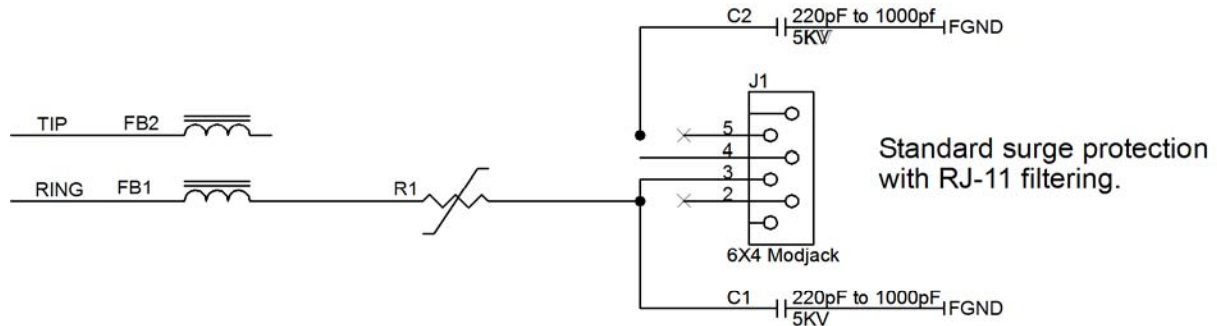 C2 220pF to 1000pf
5KV
FGND
J1
TIP FB2
5
4
Standard surge protection
with RJ-11 filtering.
RING FB1
R1
3
2
6X4 Modjack
C1 220pF to 1000pF
5KV
FGND